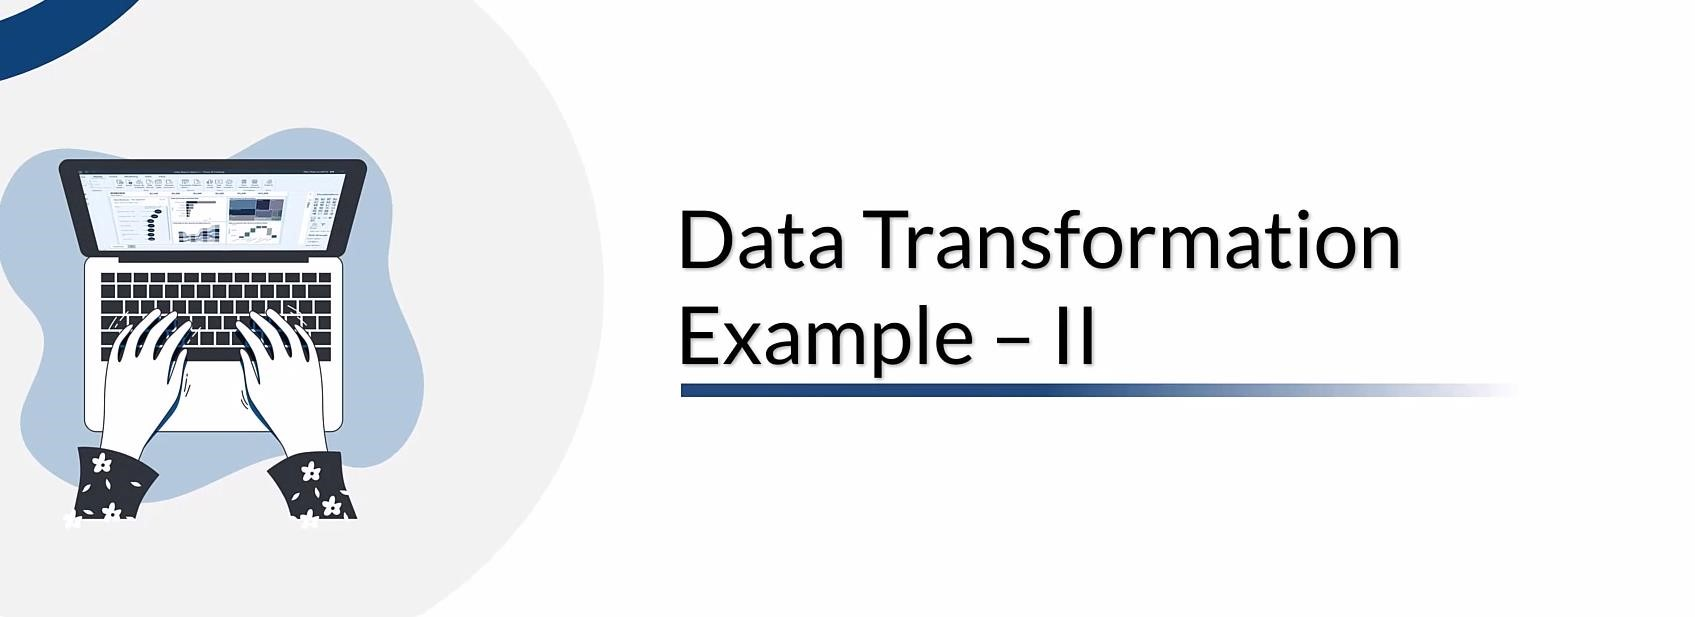 Data Transformation
Example – II